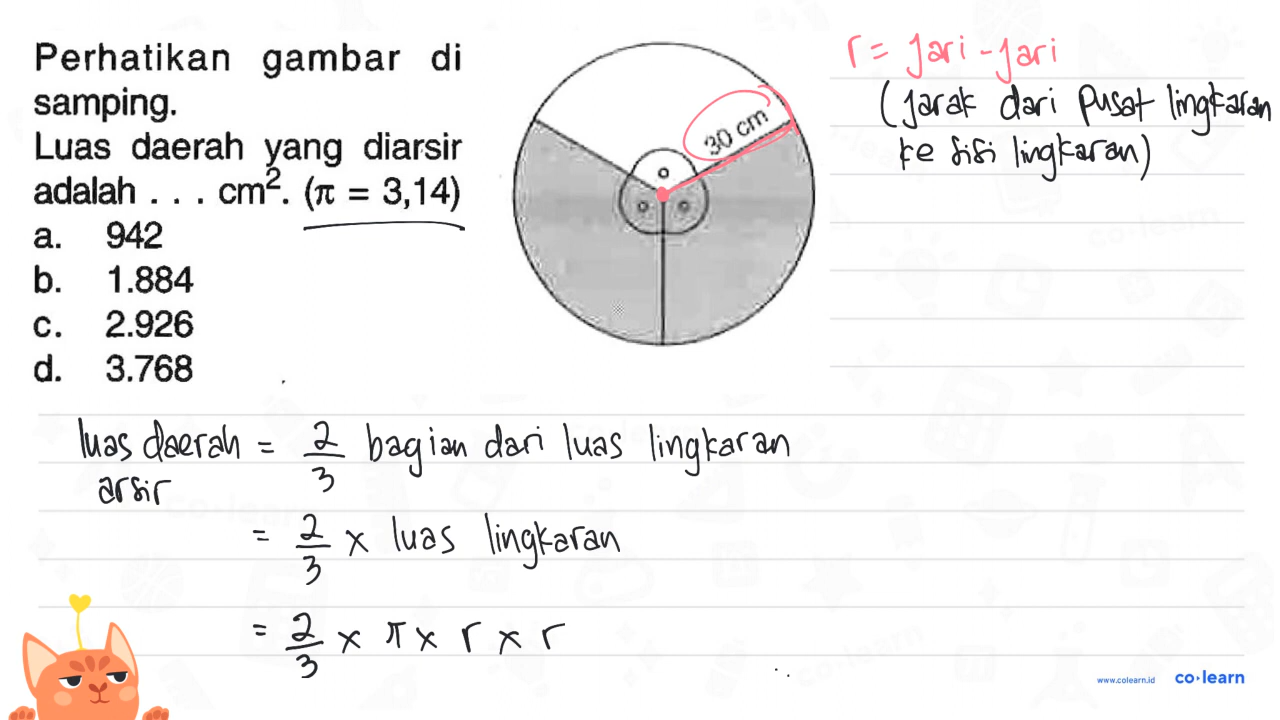 Perhatikan gambar di
samping.
Luas daerah yang diarsir
adalah . . . cm². (π = 3,14)
a. 942
b. 1.884
c. 2.926
d. 3.768
30 cm
r = jari - jari
(jarak dari pusat lingkaran
ke sisi lingkaran)
luas daerah = 2/3 bagian dari luas lingkaran
arsir
= 2/3 × luas lingkaran
= 2/3 × π × r × r
www.colearn.id
co·learn